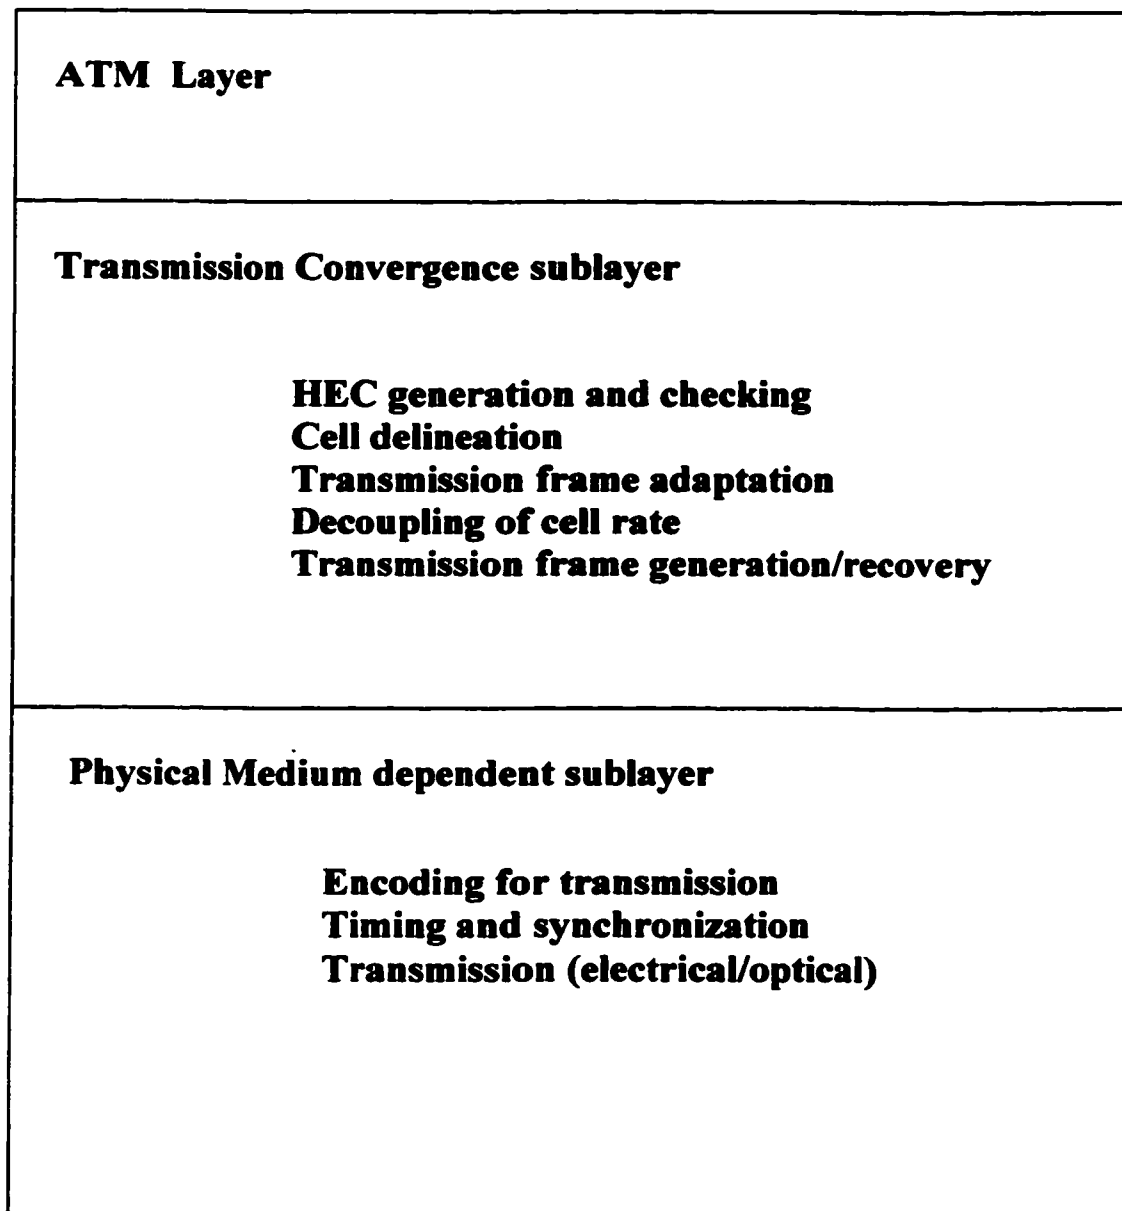 ATM Layer
Transmission Convergence sublayer
HEC generation and checking
Cell delineation
Transmission frame adaptation
Decoupling of cell rate
Transmission frame generation/recovery
Physical Medium dependent sublayer
Encoding for transmission
Timing and synchronization
Transmission (electrical/optical)